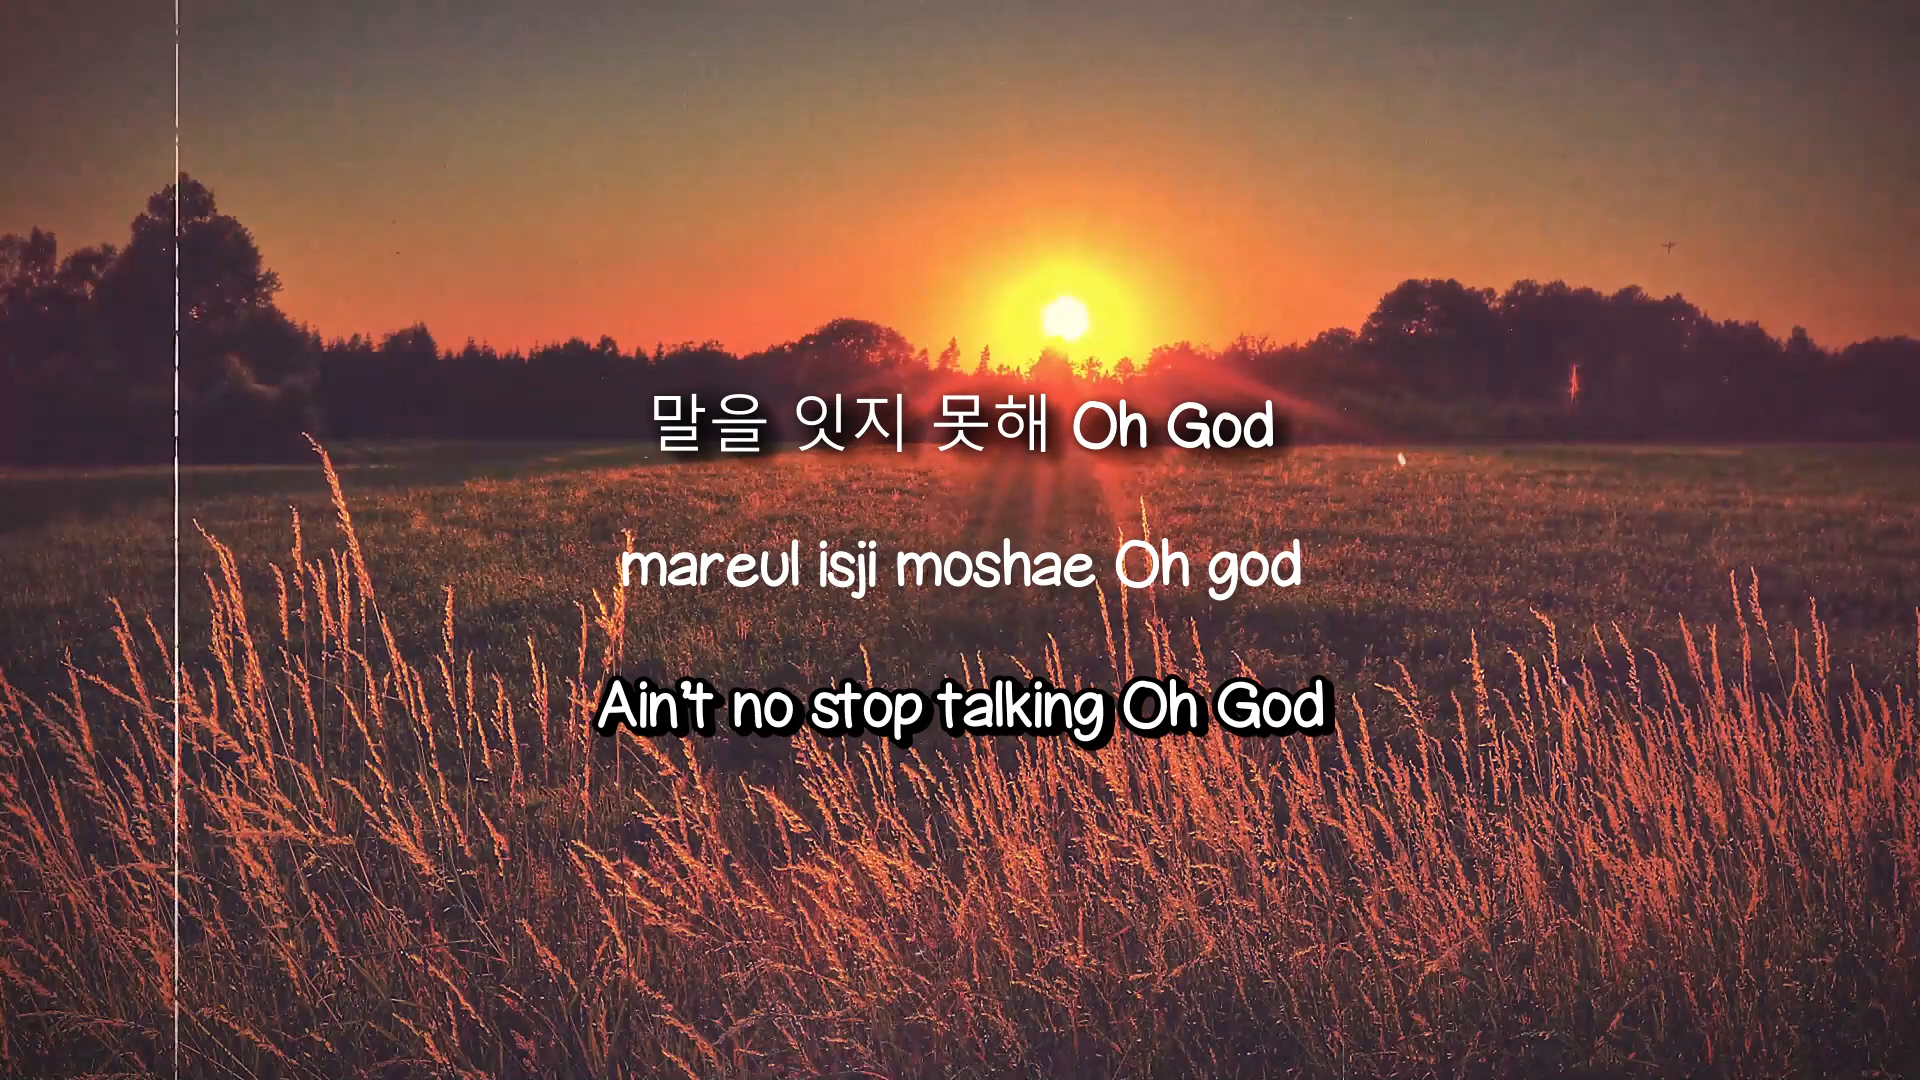 말을 잇지 못해 Oh God
mareul isji moshae Oh god
Ain't no stop talking Oh God